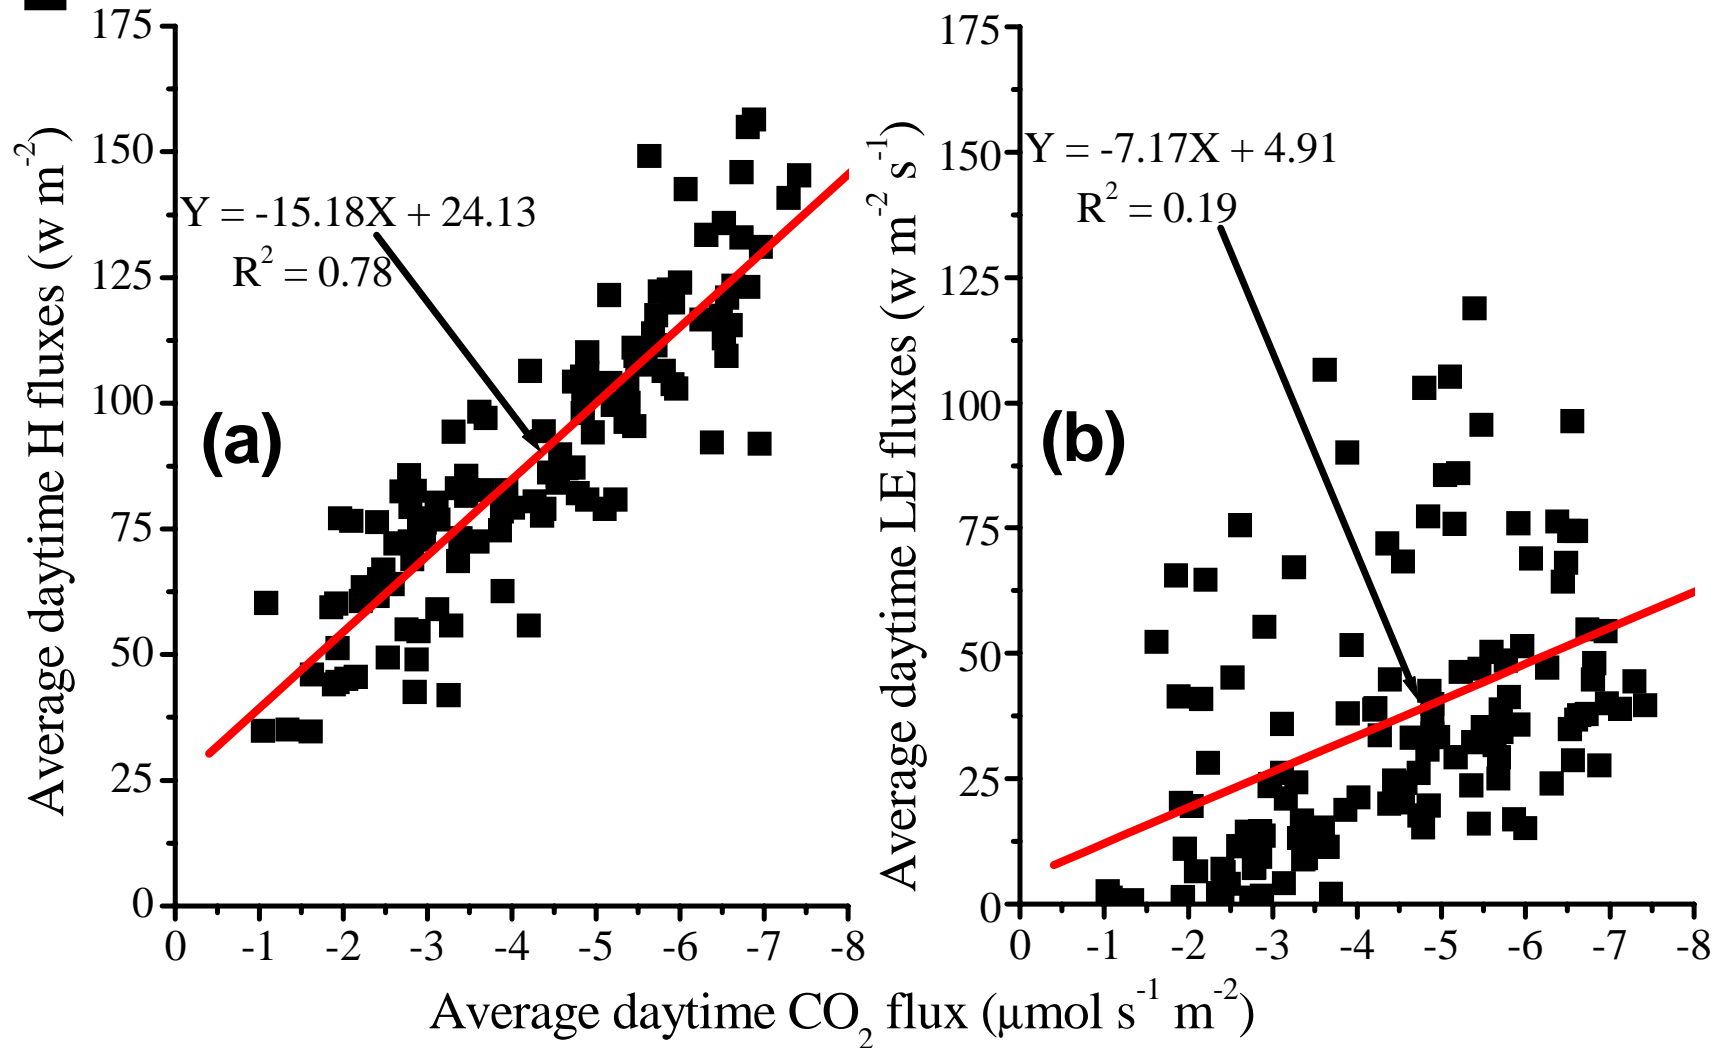 175
150
125
100
75
50
25
0
0 -1 -2 -3 -4 -5 -6 -7 -8
Average daytime H fluxes (w m-2)
Y = -15.18X + 24.13
R2 = 0.78
(a)
175
150
125
100
75
50
25
0
0 -1 -2 -3 -4 -5 -6 -7 -8
Average daytime LE fluxes (w m-2 s-1)
Y = -7.17X + 4.91
R2 = 0.19
(b)
Average daytime CO2 flux (μmol s-1 m-2)